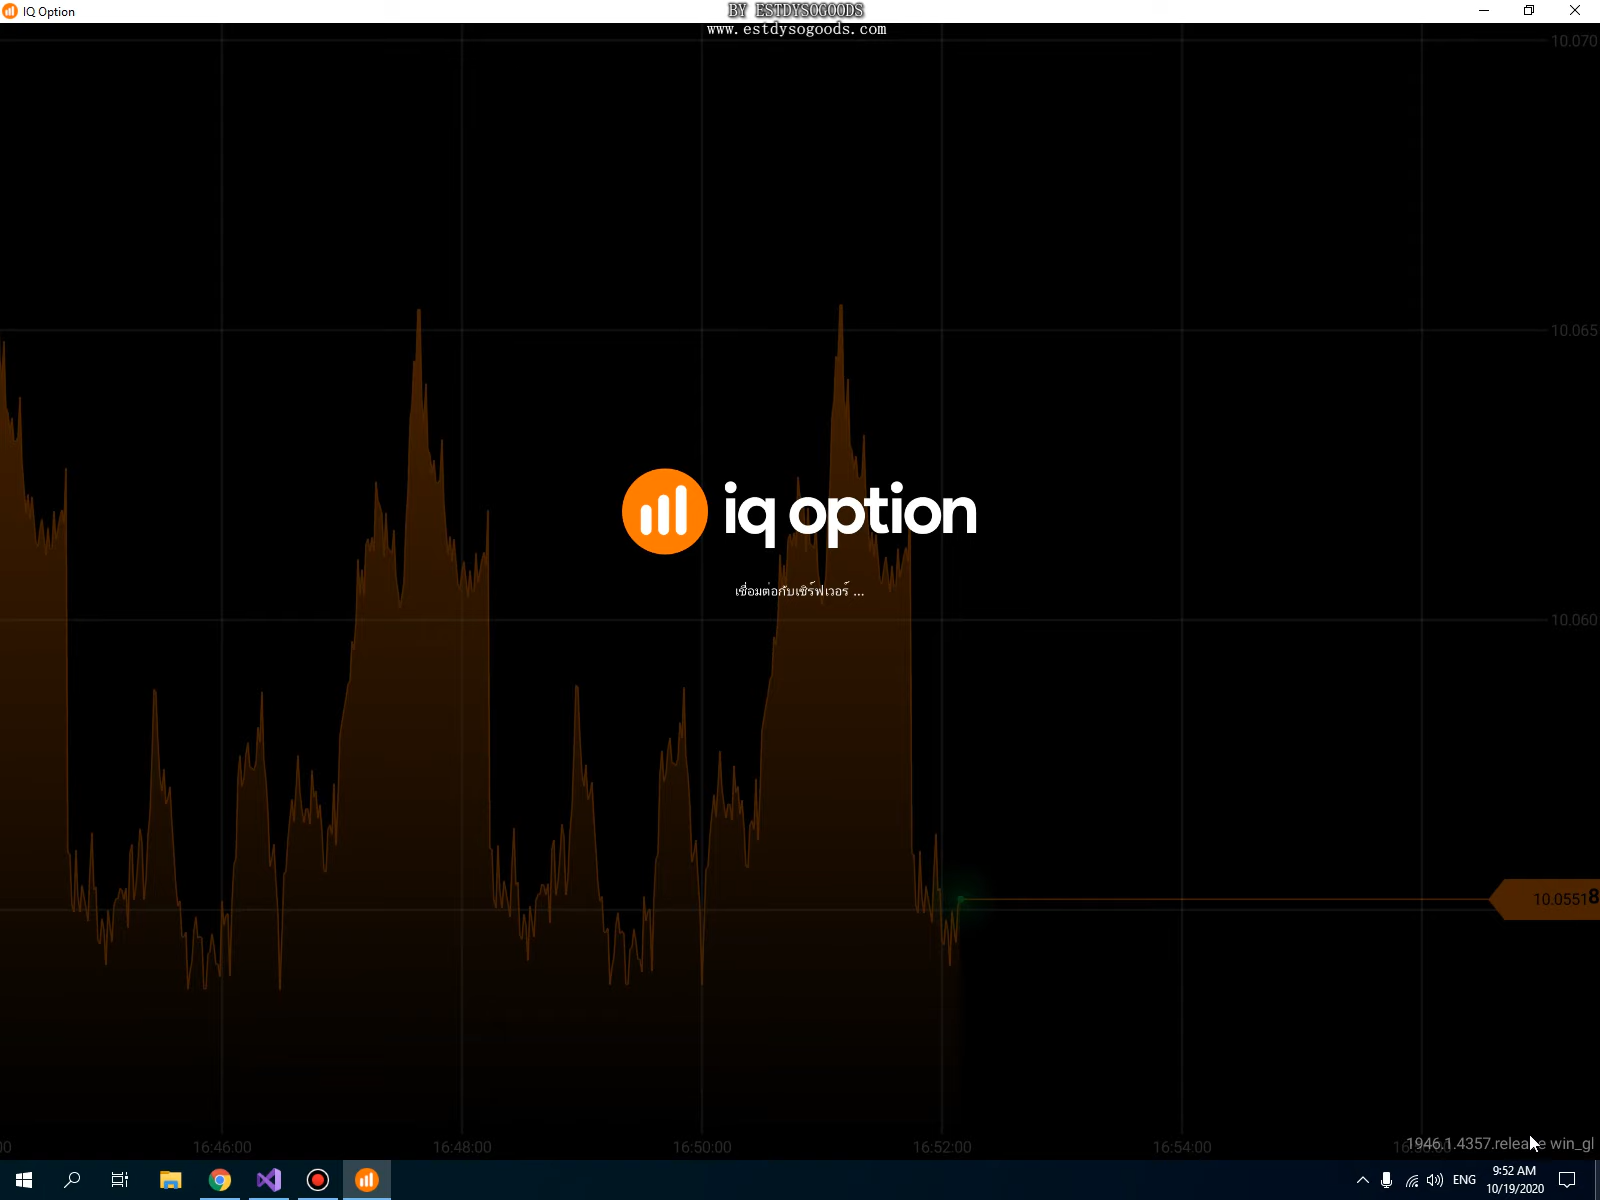 IQ Option
BY ESTDYSOGOODS
www.estdysogoods.com
10.070
10.065
iq option
เชื่อมต่อกับเซิร์ฟเวอร์ ...
10.060
10.05518
16:46:00
16:48:00
16:50:00
16:52:00
16:54:00
1946.1.4357.release win_gl
ENG
9:52 AM
10/19/2020